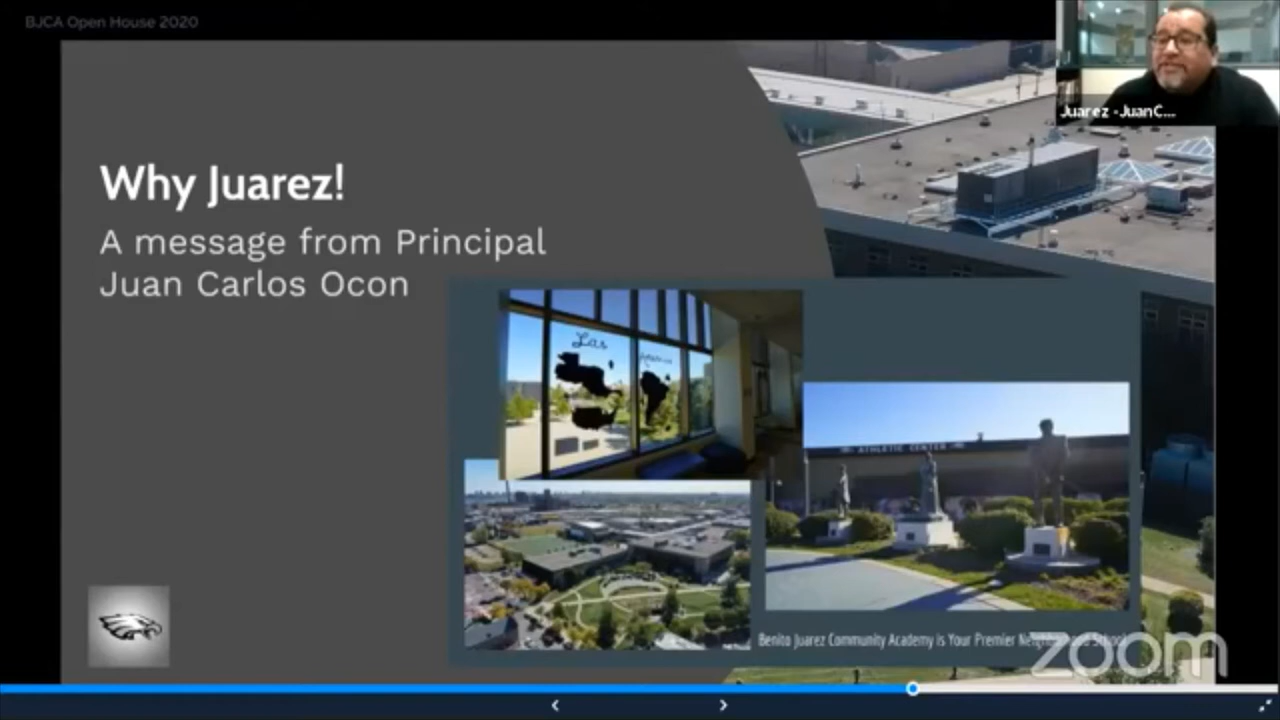 BJCA Open House 2020
Juarez -JuanC...
Why Juarez!
A message from Principal
Juan Carlos Ocon
Las
ATHLETIC CENTER
Benito Juarez Community Academy is Your Premier Neighborhood School
zoom